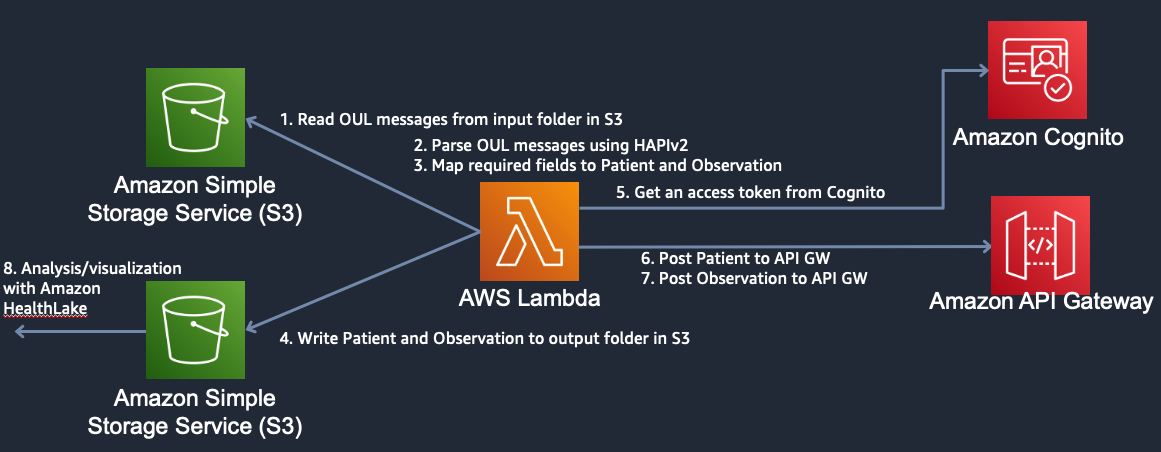 1. Read OUL messages from input folder in S3
2. Parse OUL messages using HAPIv2
3. Map required fields to Patient and Observation
Amazon Cognito
Amazon Simple
Storage Service (S3)
5. Get an access token from Cognito
</>
6. Post Patient to API GW
7. Post Observation to API GW
8. Analysis/visualization
with Amazon
HealthLake
AWS Lambda
Amazon API Gateway
4. Write Patient and Observation to output folder in S3
Amazon Simple
Storage Service (S3)